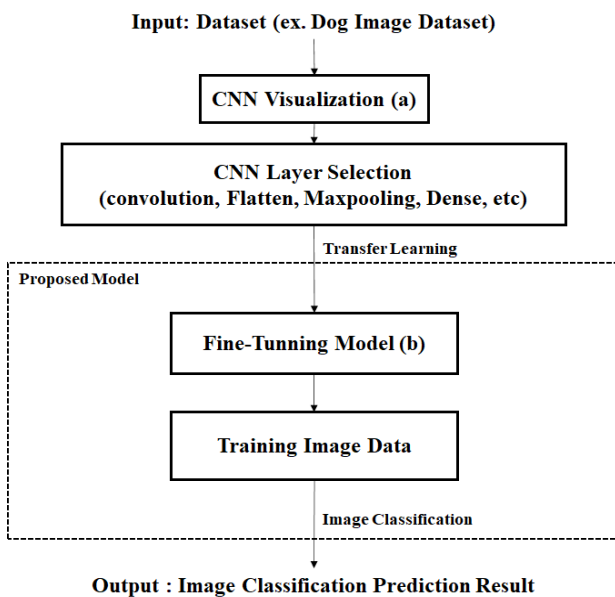 Input: Dataset (ex. Dog Image Dataset)
CNN Visualization (a)
CNN Layer Selection
(convolution, Flatten, Maxpooling, Dense, etc)
Transfer Learning
Proposed Model
Fine-Tunning Model (b)
Training Image Data
Image Classification
Output : Image Classification Prediction Result